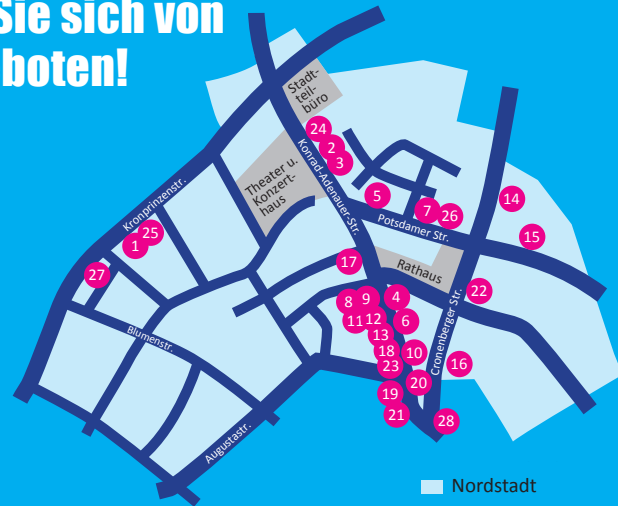 Sie sich von
boten!
Stadt-
teil-
büro
24
2
3
Konrad-Adenauer-Str.
Theater u.
Konzert-
haus
Kronprinzenstr.
5
14
7
26
Potsdamer Str.
15
25
1
27
17
Rathaus
22
8
9
4
11
12
6
13
18
10
23
16
Cronenberger Str.
20
19
21
28
Blumenstr.
Augustastr.
Nordstadt